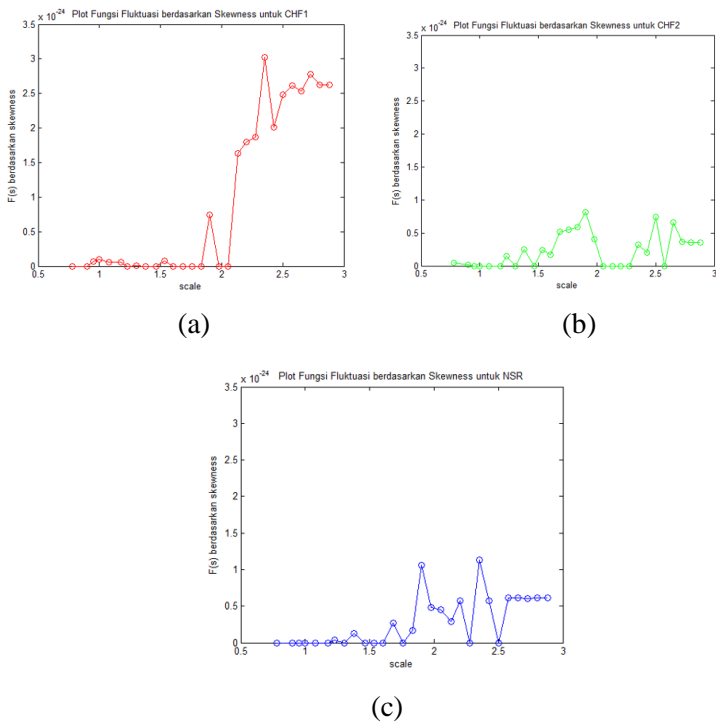 x 10^-24 Plot Fungsi Fluktuasi berdasarkan Skewness untuk CHF1
3.5
3
2.5
2
1.5
1
0.5
0
F(s) berdasarkan skewness
0.5 1 1.5 2 2.5 3
scale
(a)
x 10^-24 Plot Fungsi Fluktuasi berdasarkan Skewness untuk CHF2
3.5
3
2.5
2
1.5
1
0.5
0
F(s) berdasarkan skewness
0.5 1 1.5 2 2.5 3
scale
(b)
x 10^-24 Plot Fungsi Fluktuasi berdasarkan Skewness untuk NSR
3.5
3
2.5
2
1.5
1
0.5
0
F(s) berdasarkan skewness
0.5 1 1.5 2 2.5 3
scale
(c)